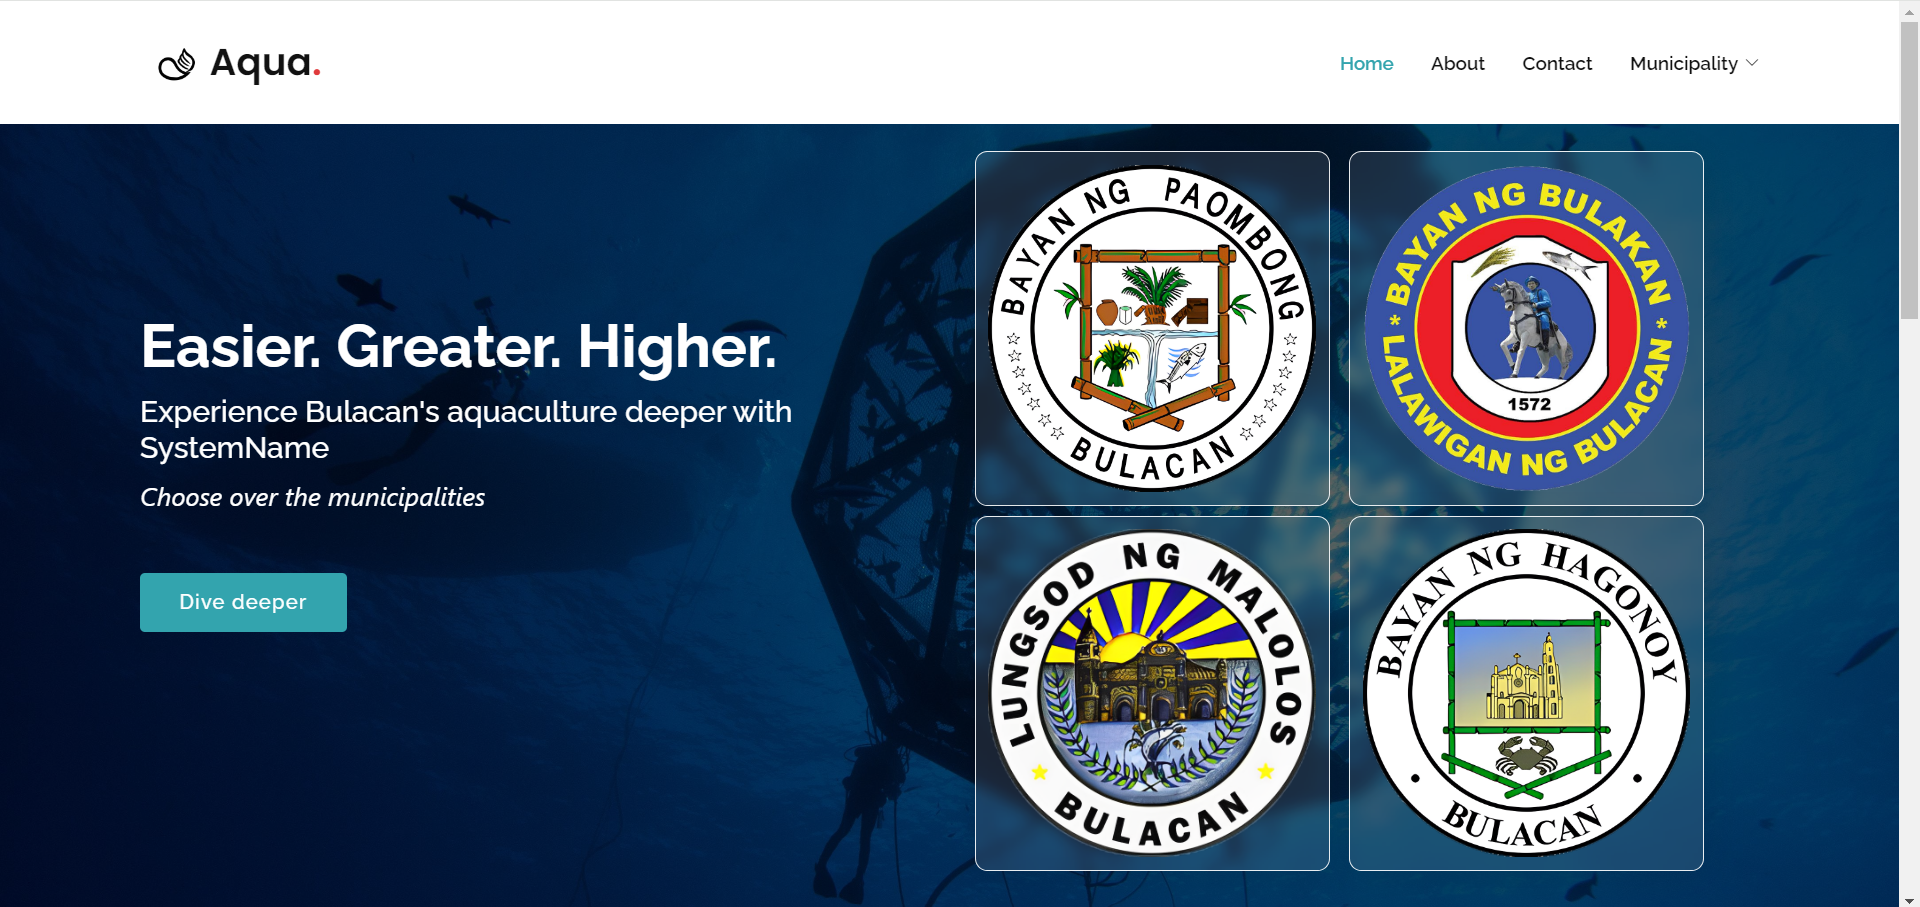 Aqua.
Home About Contact Municipality
Easier. Greater. Higher.
Experience Bulacan's aquaculture deeper with
SystemName
Choose over the municipalities
Dive deeper
BAYAN NG PAOMBONG
BULACAN
BAYAN NG BULAKAN
1572
* LALAWIGAN NG BULACAN *
LUNGSOD NG MALOLOS
BULACAN
BAYAN NG HAGONOY
BULACAN